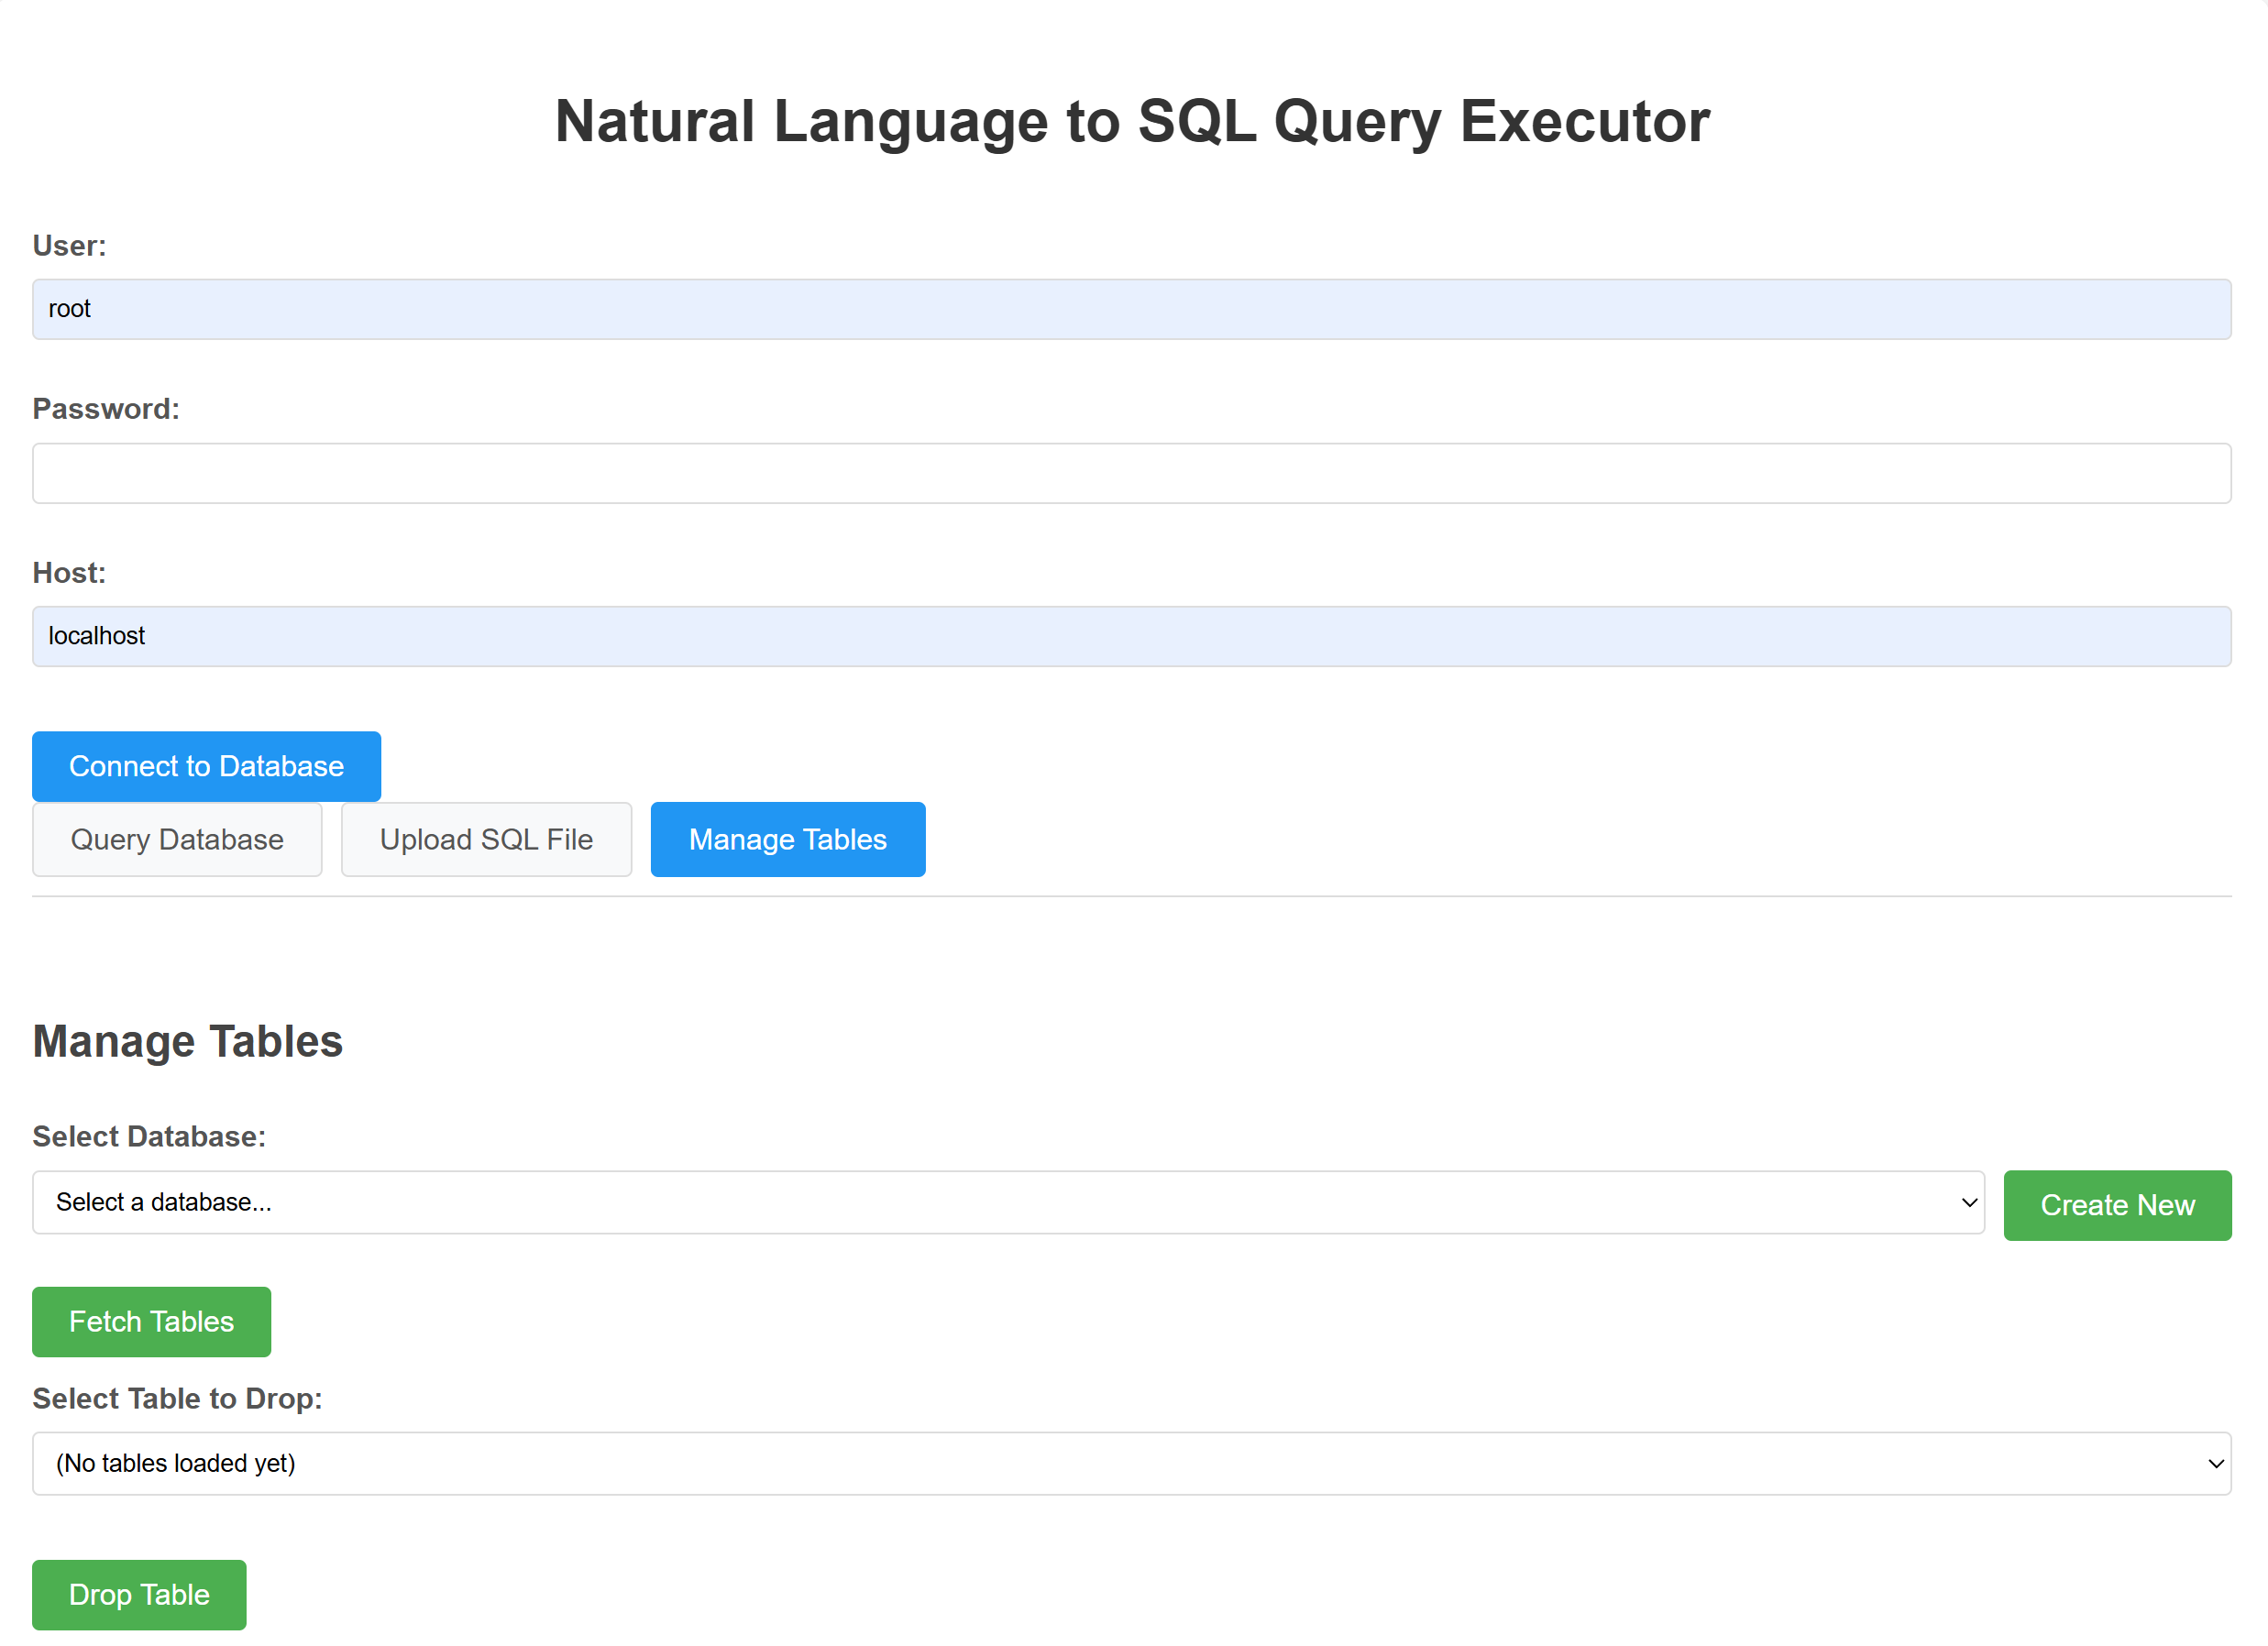 Natural Language to SQL Query Executor
User:
root
Password:
Host:
localhost
Connect to Database
Query Database Upload SQL File Manage Tables
Manage Tables
Select Database:
Select a database... Create New
Fetch Tables
Select Table to Drop:
(No tables loaded yet)
Drop Table